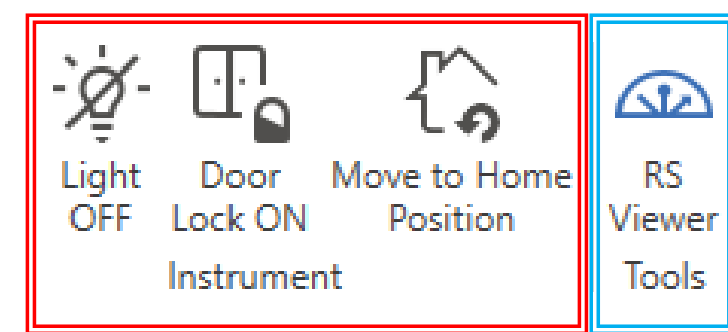 Light
OFF
Door
Lock ON
Move to Home
Position
Instrument
RS
Viewer
Tools